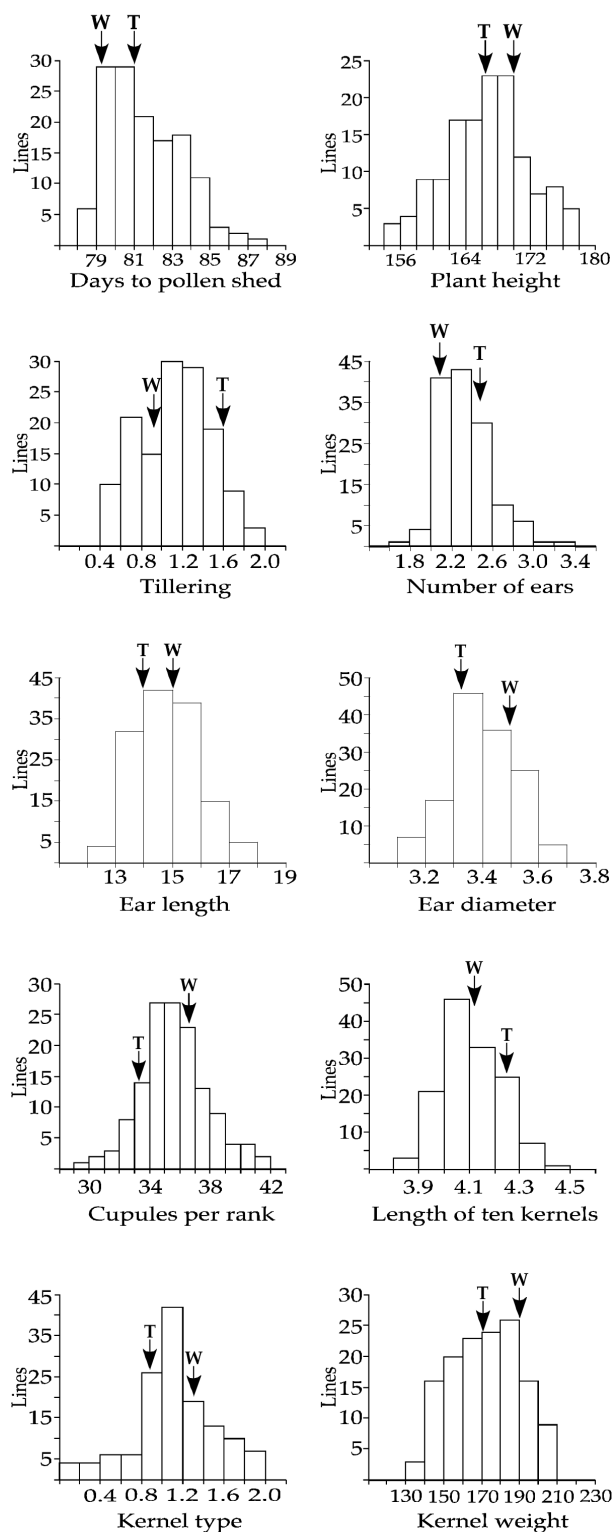 W T
30
20
Lines
10
5
79 81 83 85 87 89
Days to pollen shed
T W
25
20
15
Lines
10
5
156 164 172 180
Plant height
30
W T
20
Lines
10
5
0.4 0.8 1.2 1.6 2.0
Tillering
W
T
45
35
25
Lines
15
5
1.8 2.2 2.6 3.0 3.4
Number of ears
T W
45
35
25
Lines
15
5
13 15 17 19
Ear length
T
W
50
40
30
Lines
20
10
3.2 3.4 3.6 3.8
Ear diameter
W
T
30
20
Lines
10
5
30 34 38 42
Cupules per rank
W
T
50
40
30
Lines
20
10
3.9 4.1 4.3 4.5
Length of ten kernels
45
35
T
W
25
Lines
15
5
0.4 0.8 1.2 1.6 2.0
Kernel type
W
T
30
25
20
Lines
15
10
5
130 150 170 190 210 230
Kernel weight